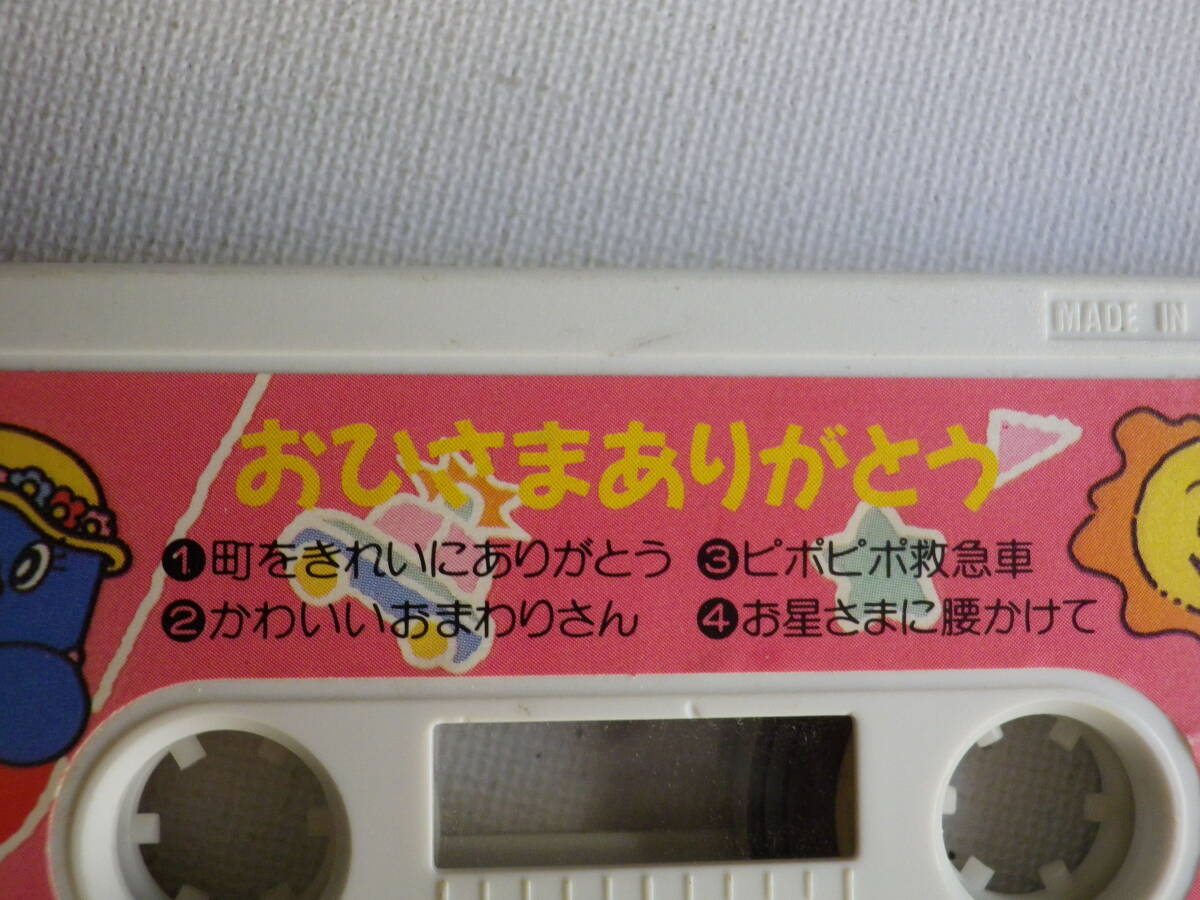 MADE IN
おひさまありがとう
❶町をきれいにありがとう ❸ピポピポ救急車
❷かわいいおまわりさん ❹お星さまに腰かけて